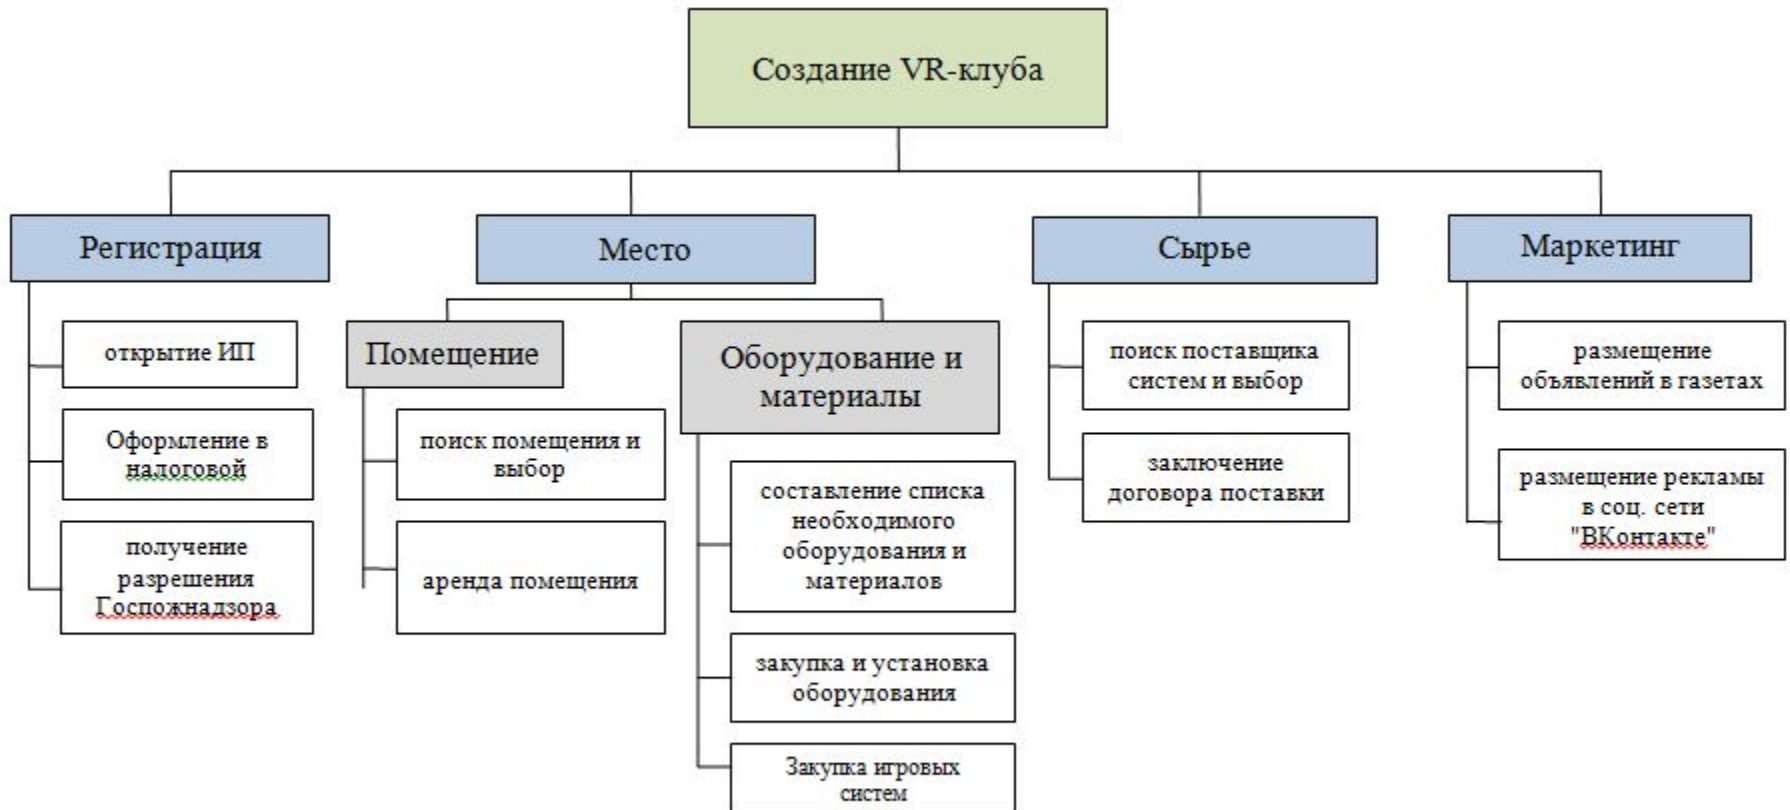 Создание VR-клуба
Регистрация
открытие ИП
Оформление в
налоговой
получение
разрешения
Госпожнадзора
Место
Помещение
поиск помещения и
выбор
аренда помещения
Оборудование и
материалы
составление списка
необходимого
оборудования и
материалов
закупка и установка
оборудования
Закупка игровых
систем
Сырье
поиск поставщика
систем и выбор
заключение
договора поставки
Маркетинг
размещение
объявлений в газетах
размещение рекламы
в соц. сети
"ВКонтакте"